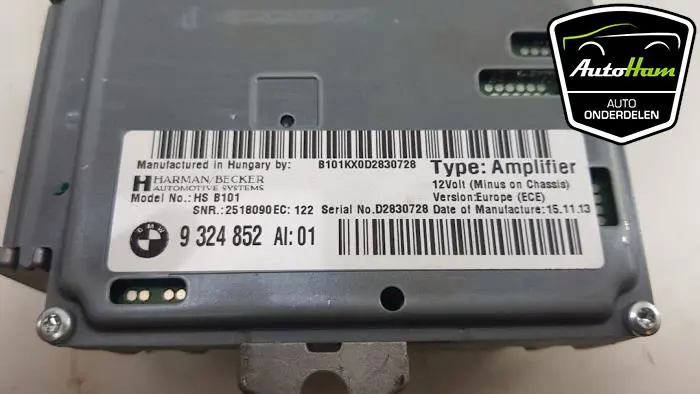 AutoHam
AUTO
ONDERDELEN
Manufactured in Hungary by: B101KX0D2830728 Type: Amplifier
HARMAN/BECKER
AUTOMOTIVE SYSTEMS
12Volt (Minus on Chassis)
Model No.: HS B101
Version:Europe (ECE)
SNR.:2518090EC: 122 Serial No.D2830728 Date of Manufacture:15.11.13
BMW
9 324 852 AI:01